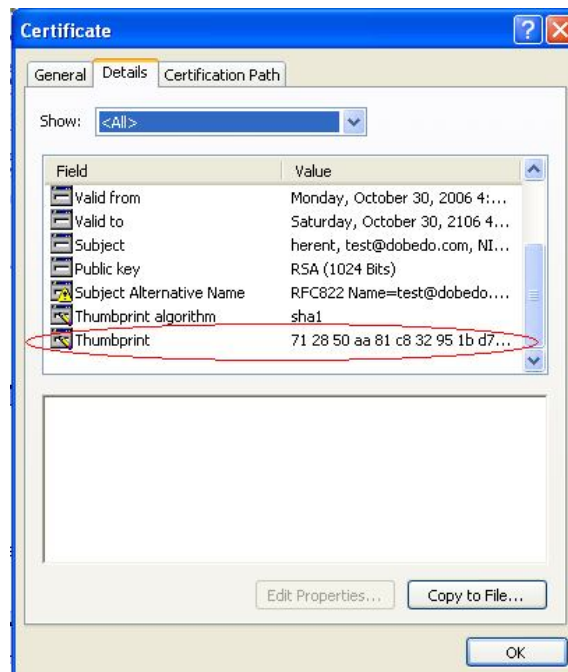 Certificate
General Details Certification Path
Show: <All>
Field Value
Valid from Monday, October 30, 2006 4:...
Valid to Saturday, October 30, 2106 4...
Subject herent, test@dobedo.com, NI...
Public key RSA (1024 Bits)
Subject Alternative Name RFC822 Name=test@dobedo....
Thumbprint algorithm sha1
Thumbprint 71 28 50 aa 81 c8 32 95 1b d7...
Edit Properties... Copy to File...
OK